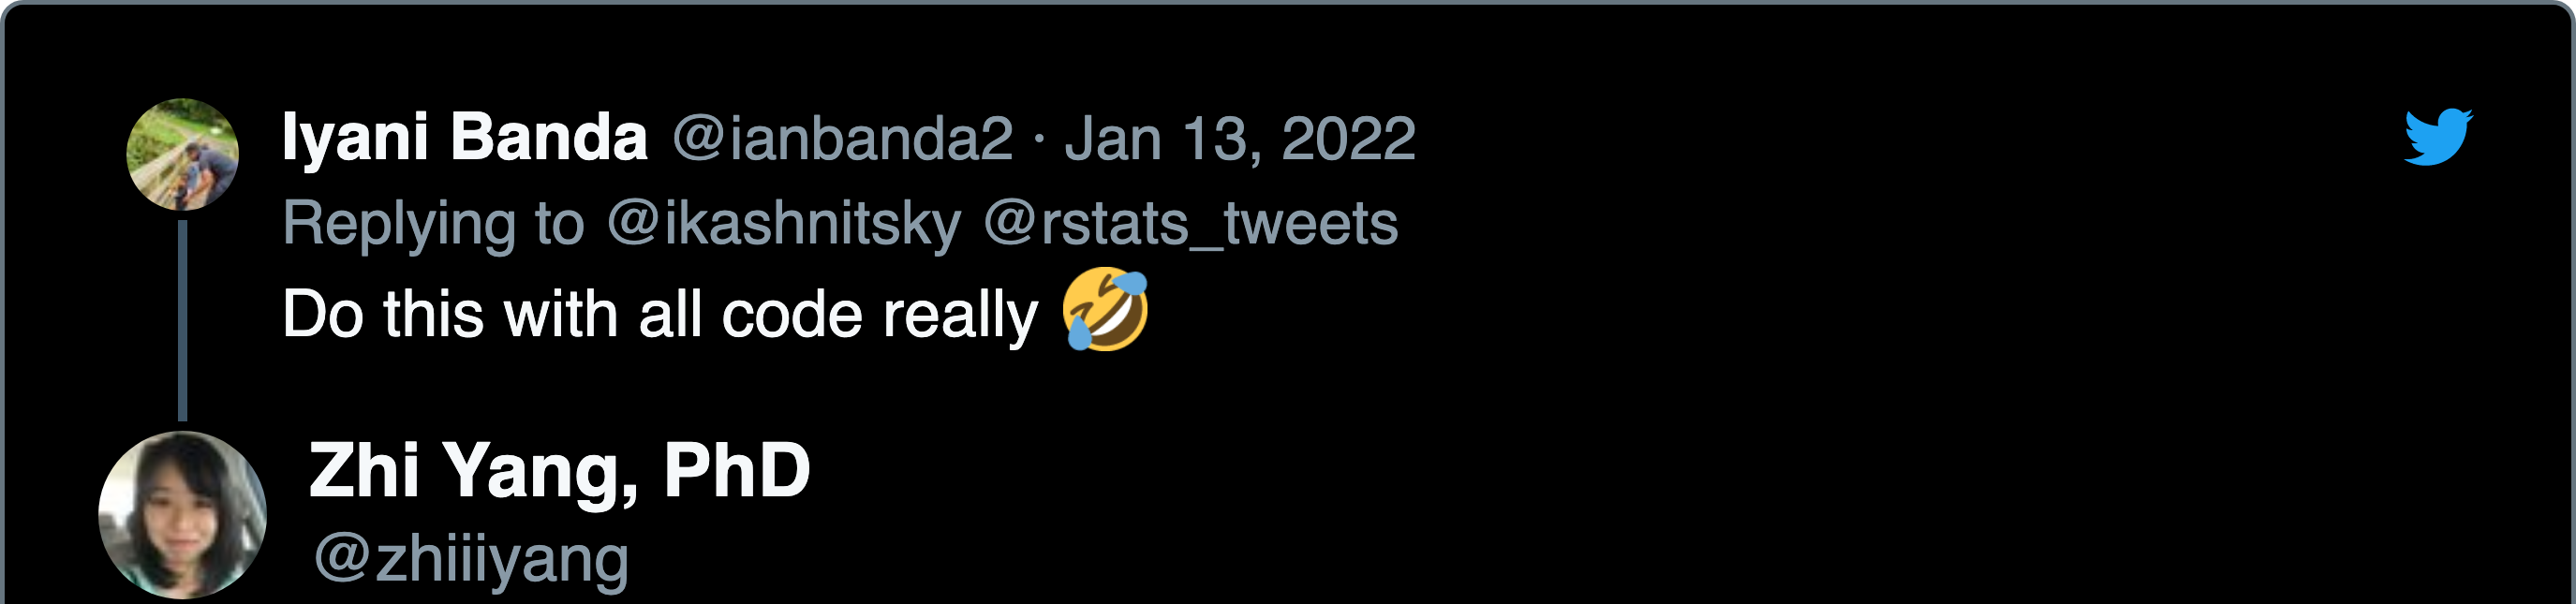 Iyani Banda @ianbanda2 · Jan 13, 2022
Replying to @ikashnitsky @rstats_tweets
Do this with all code really 🤣
Zhi Yang, PhD
@zhiiiyang